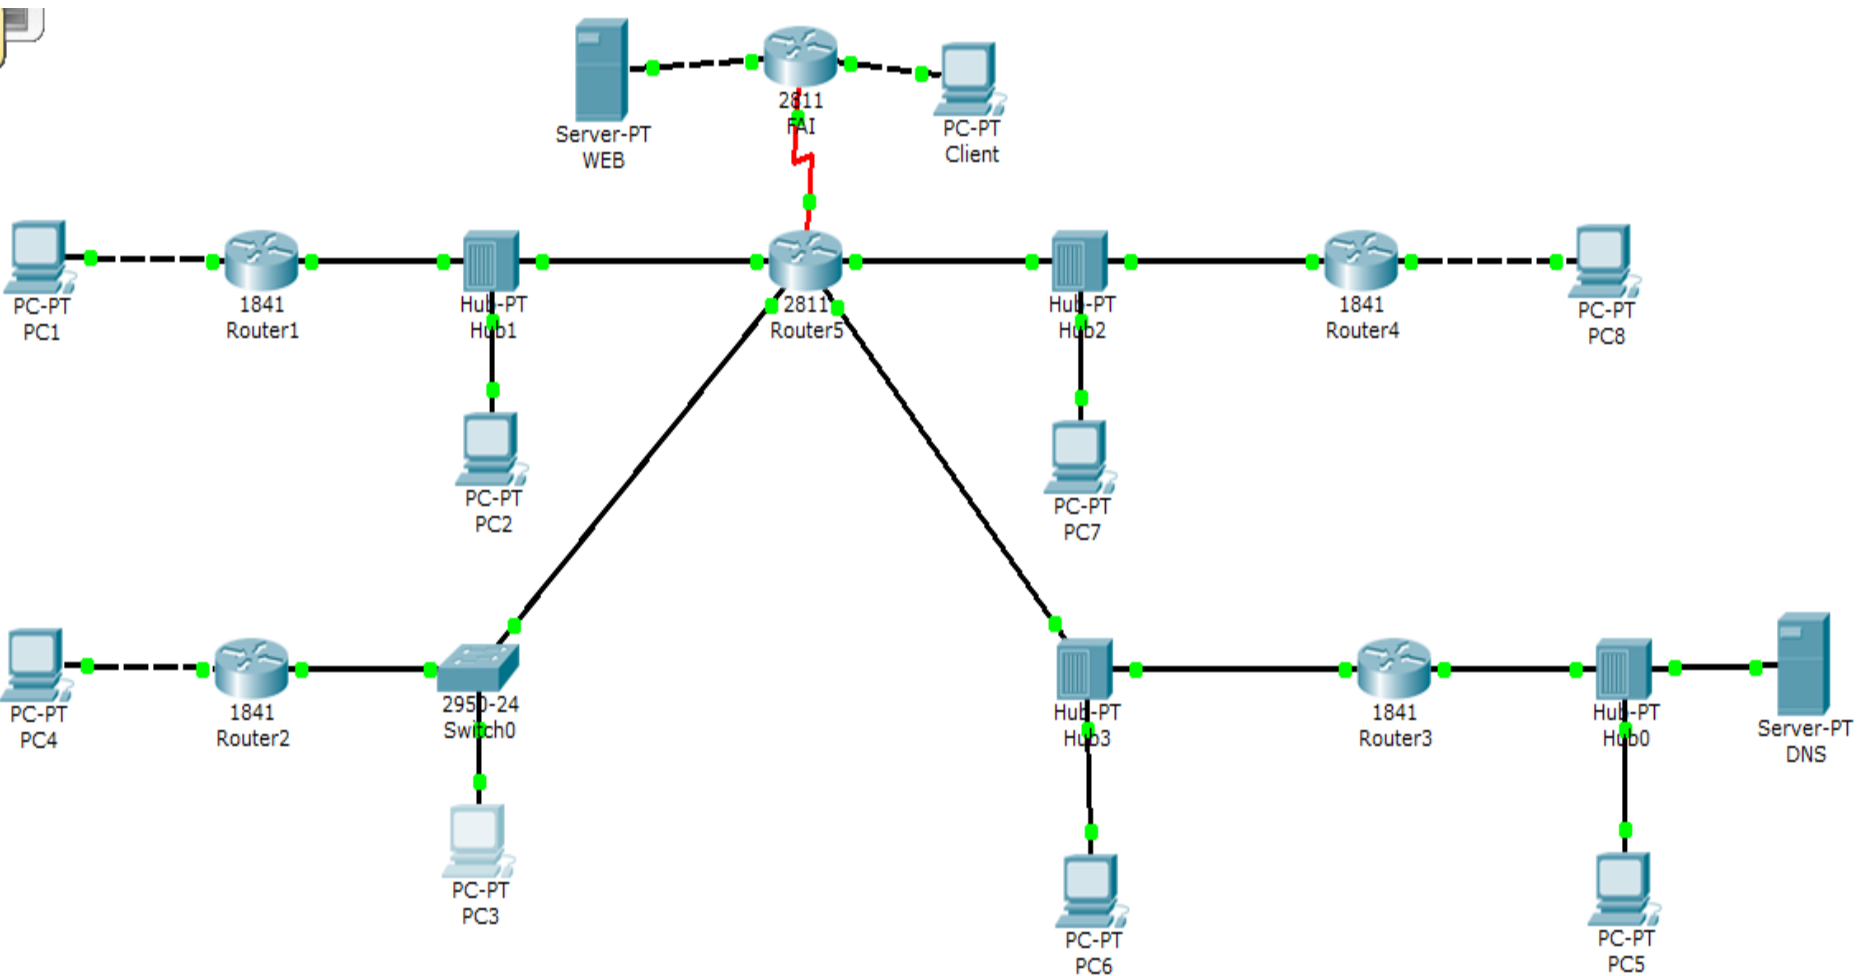 2811
FAI
Server-PT
WEB
PC-PT
Client
PC-PT
PC1
1841
Router1
Hub-PT
Hub1
2811
Router5
Hub-PT
Hub2
1841
Router4
PC-PT
PC8
PC-PT
PC2
PC-PT
PC7
PC-PT
PC4
1841
Router2
2950-24
Switch0
Hub-PT
Hub3
1841
Router3
Hub-PT
Hub0
Server-PT
DNS
PC-PT
PC3
PC-PT
PC6
PC-PT
PC5